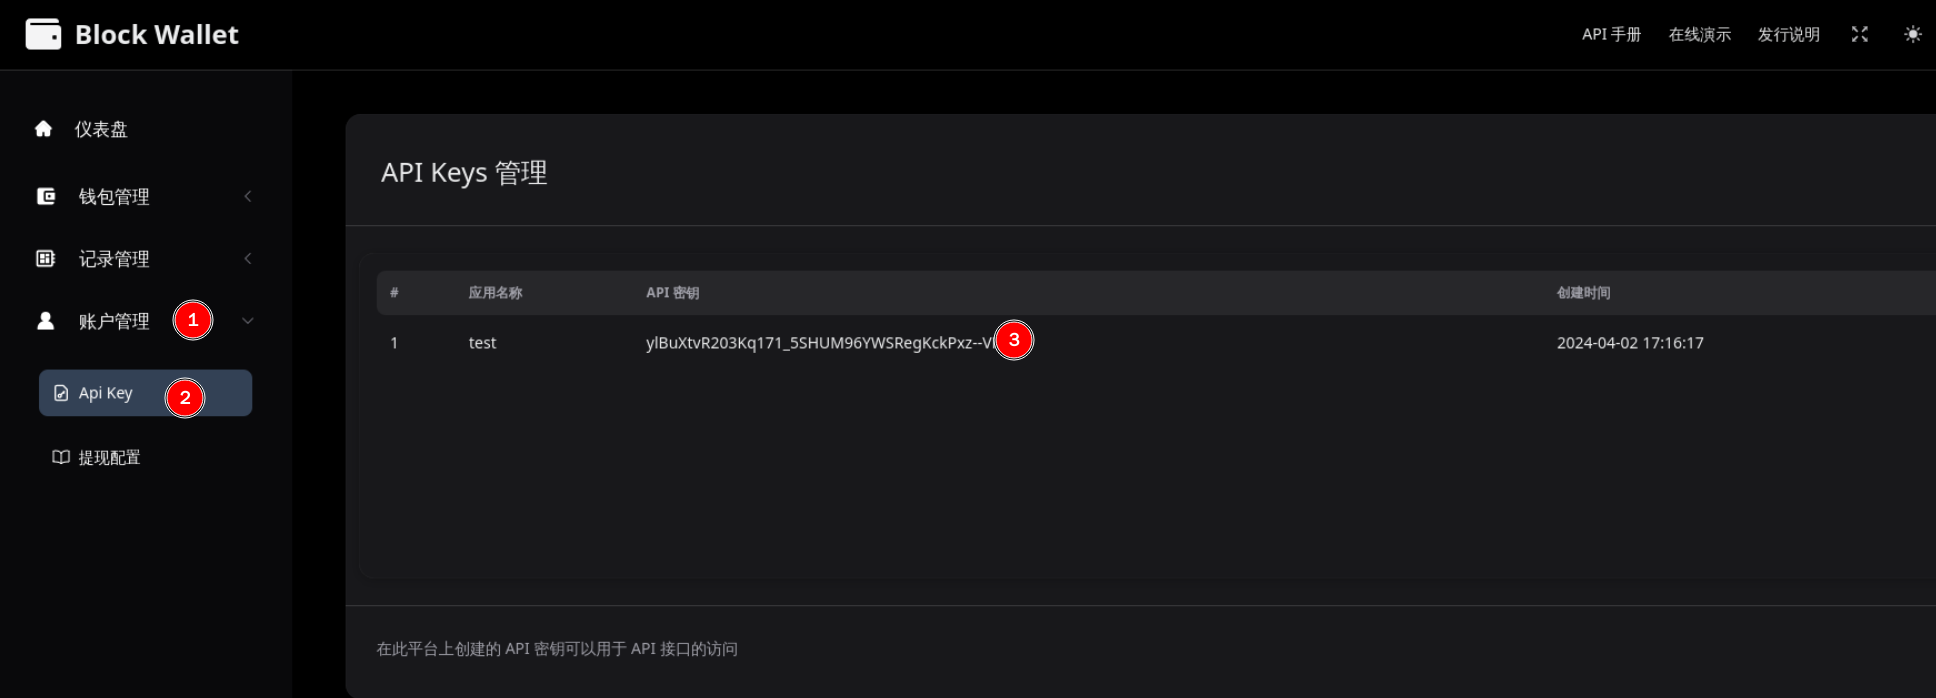 Block Wallet
API 手册 在线演示 发行说明
仪表盘
钱包管理
记录管理
账户管理 1
Api Key 2
提现配置
API Keys 管理
# 应用名称 API 密钥 创建时间
1 test ylBuXtvR203Kq171_5SHUM96YWSRegKckPxz--V 3 2024-04-02 17:16:17
在此平台上创建的 API 密钥可以用于 API 接口的访问